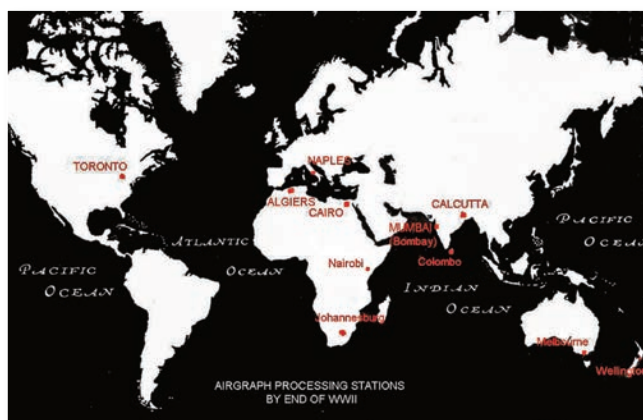 TORONTO
NAPLES
ALGIERS
CAIRO
CALCUTTA
MUMBAI
(Bombay)
Colombo
ATLANTIC
OCEAN
PACIFIC
OCEAN
PACIFIC
OCE
Nairobi
INDIAN
OCEAN
Johannesburg
Melbourne
Wellington
AIRGRAPH PROCESSING STATIONS
BY END OF WWII